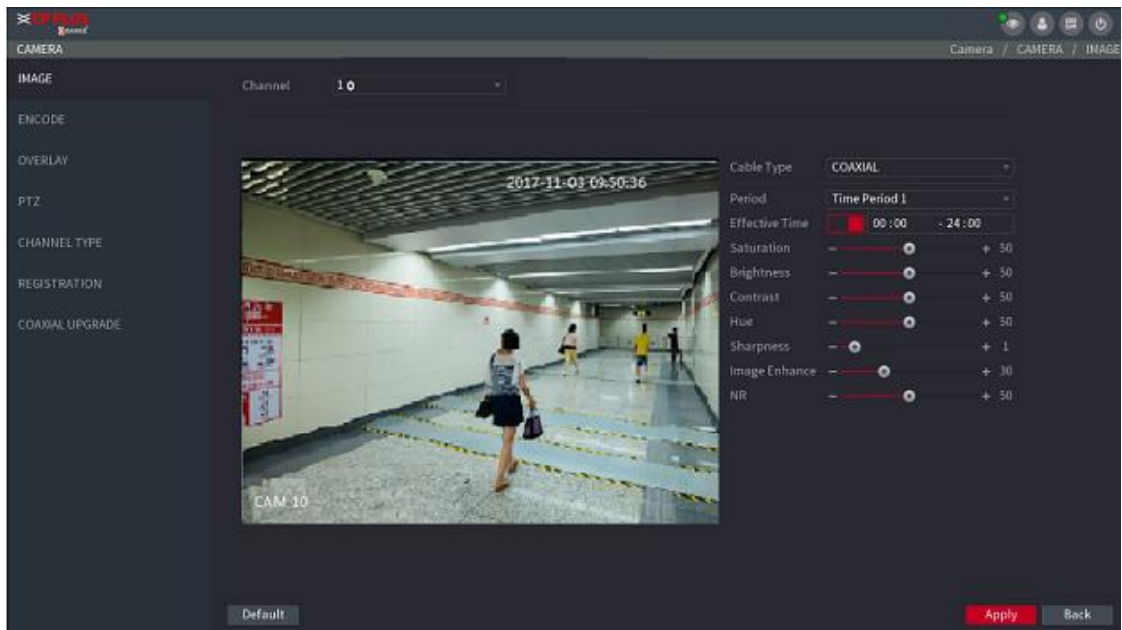 CP PLUS
CAMERA
Camera / CAMERA / IMAGE
IMAGE
ENCODE
OVERLAY
PTZ
CHANNEL TYPE
REGISTRATION
COAXIAL UPGRADE
Channel 10
2017-11-03 09:50:36
CAM 10
Cable Type COAXIAL
Period Time Period 1
Effective Time 00:00 - 24:00
Saturation - + 50
Brightness - + 50
Contrast - + 50
Hue - + 50
Sharpness - + 1
Image Enhance - + 30
NR - + 50
Default
Apply
Back